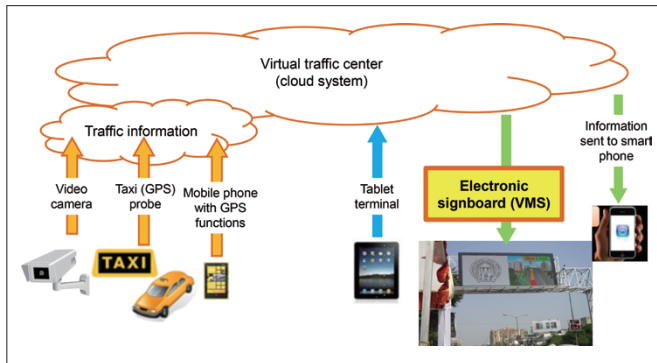 Virtual traffic center
(cloud system)
Traffic information
Video
camera
Taxi (GPS)
probe
Mobile phone
with GPS
functions
Tablet
terminal
Electronic
signboard (VMS)
Information
sent to smart
phone
TAXI